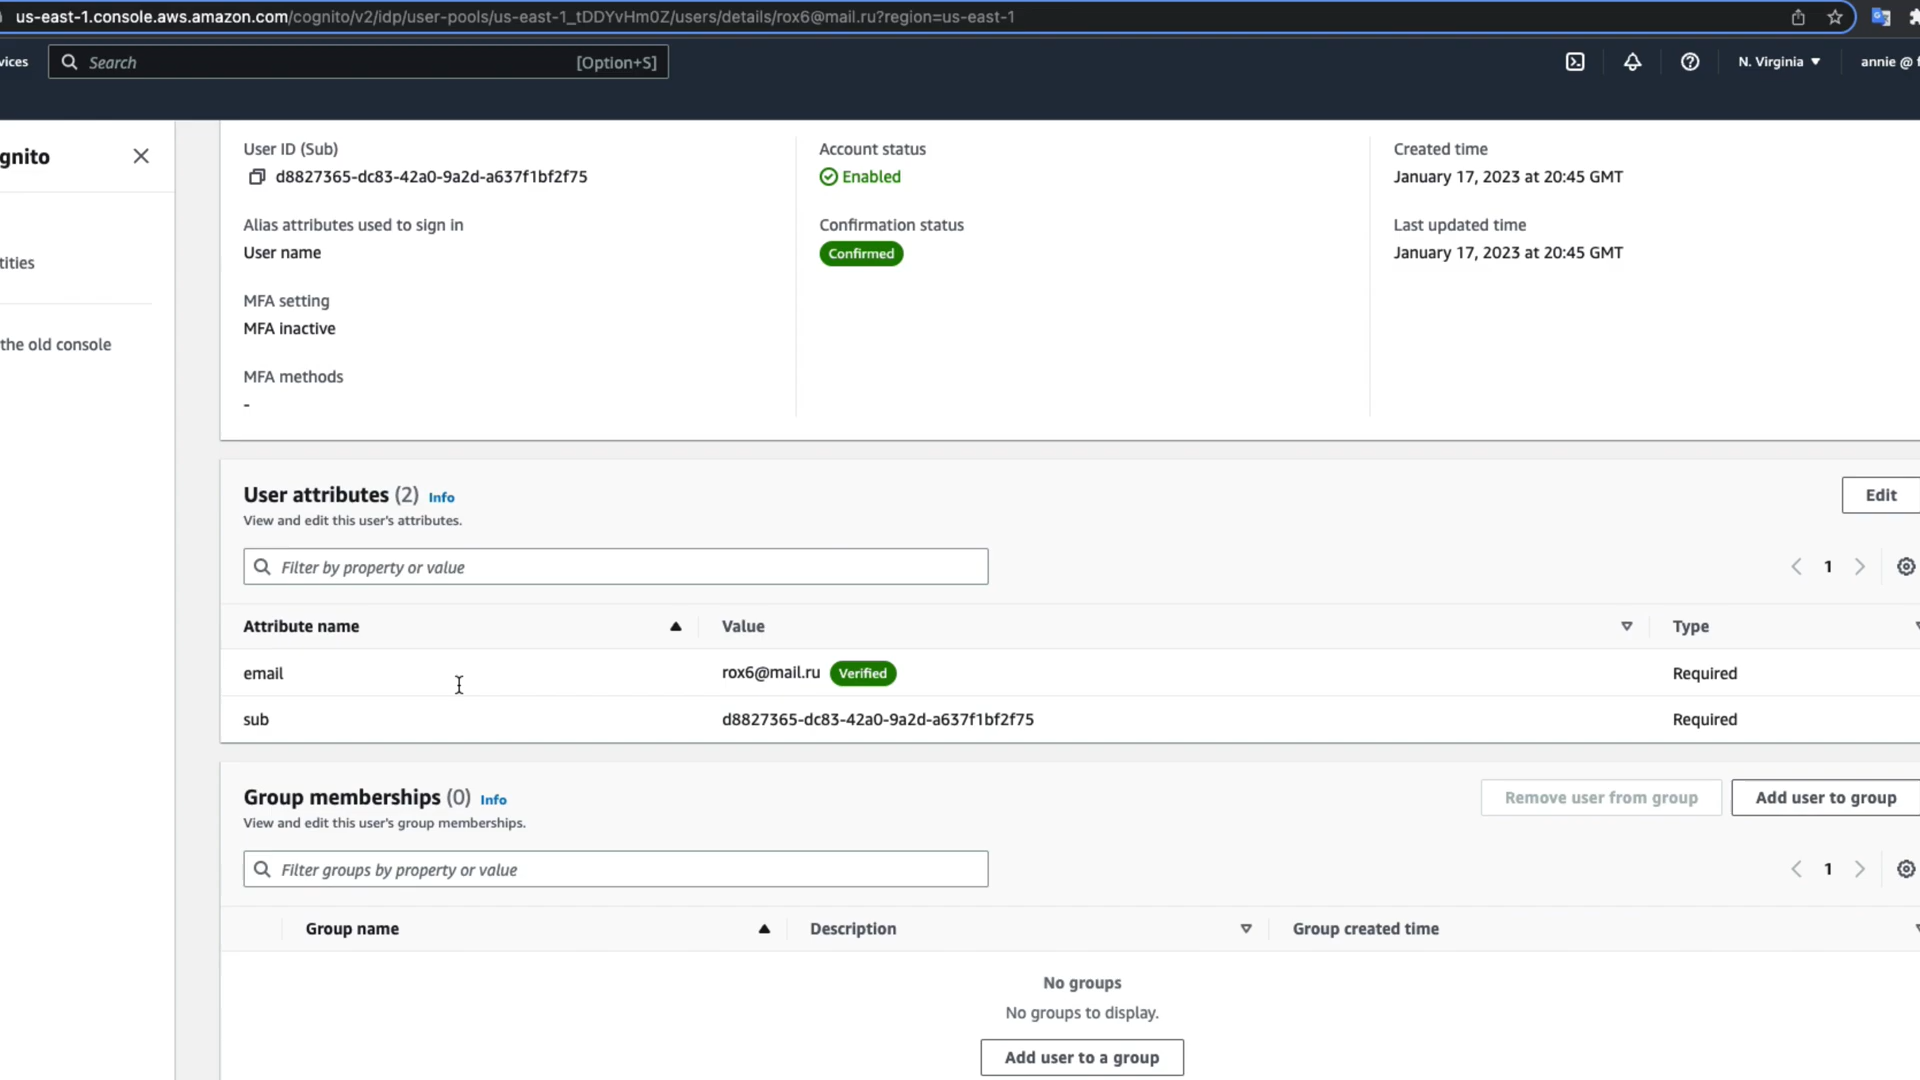 us-east-1.console.aws.amazon.com/cognito/v2/idp/user-pools/us-east-1_tDDYvHm0Z/users/details/rox6@mail.ru?region=us-east-1
vices
Search
[Option+S]
N. Virginia
annie @ f
gnito
tities
the old console
User ID (Sub)
d8827365-dc83-42a0-9a2d-a637f1bf2f75
Alias attributes used to sign in
User name
MFA setting
MFA inactive
MFA methods
-
Account status
Enabled
Confirmation status
Confirmed
Created time
January 17, 2023 at 20:45 GMT
Last updated time
January 17, 2023 at 20:45 GMT
User attributes (2) Info
View and edit this user's attributes.
Edit
Filter by property or value
1
Attribute name
Value
Type
email
rox6@mail.ru Verified
Required
sub
d8827365-dc83-42a0-9a2d-a637f1bf2f75
Required
Group memberships (0) Info
View and edit this user's group memberships.
Remove user from group
Add user to group
Filter groups by property or value
1
Group name
Description
Group created time
No groups
No groups to display.
Add user to a group